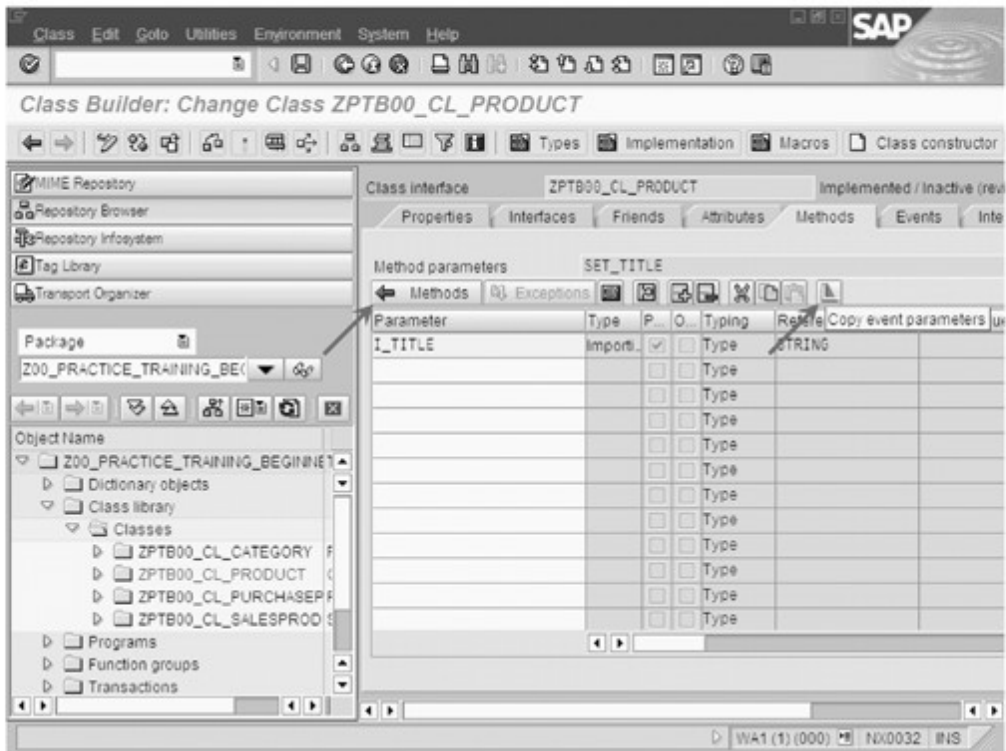 Class Edit Goto Utilities Environment System Help
SAP
Class Builder: Change Class ZPTB00_CL_PRODUCT
Types Implementation Macros Class constructor
MIME Repository
Repository Browser
Repository Infosystem
Tag Library
Transport Organizer
Package
Z00_PRACTICE_TRAINING_BE(
Object Name
Z00_PRACTICE_TRAINING_BEGINNE
Dictionary objects
Class library
Classes
ZPTB00_CL_CATEGORY
ZPTB00_CL_PRODUCT
ZPTB00_CL_PURCHASEP
ZPTB00_CL_SALESPROD
Programs
Function groups
Transactions
Class interface ZPTB00_CL_PRODUCT Implemented / Inactive (revi
Properties Interfaces Friends Attributes Methods Events Inte
Method parameters SET_TITLE
Methods Exceptions
Parameter Type P... O... Typing Refere
Copy event parameters
I_TITLE Importi.. Type STRING
Type
Type
Type
Type
Type
Type
Type
Type
Type
Type
Type
WA1 (1) (000) NX0032 INS